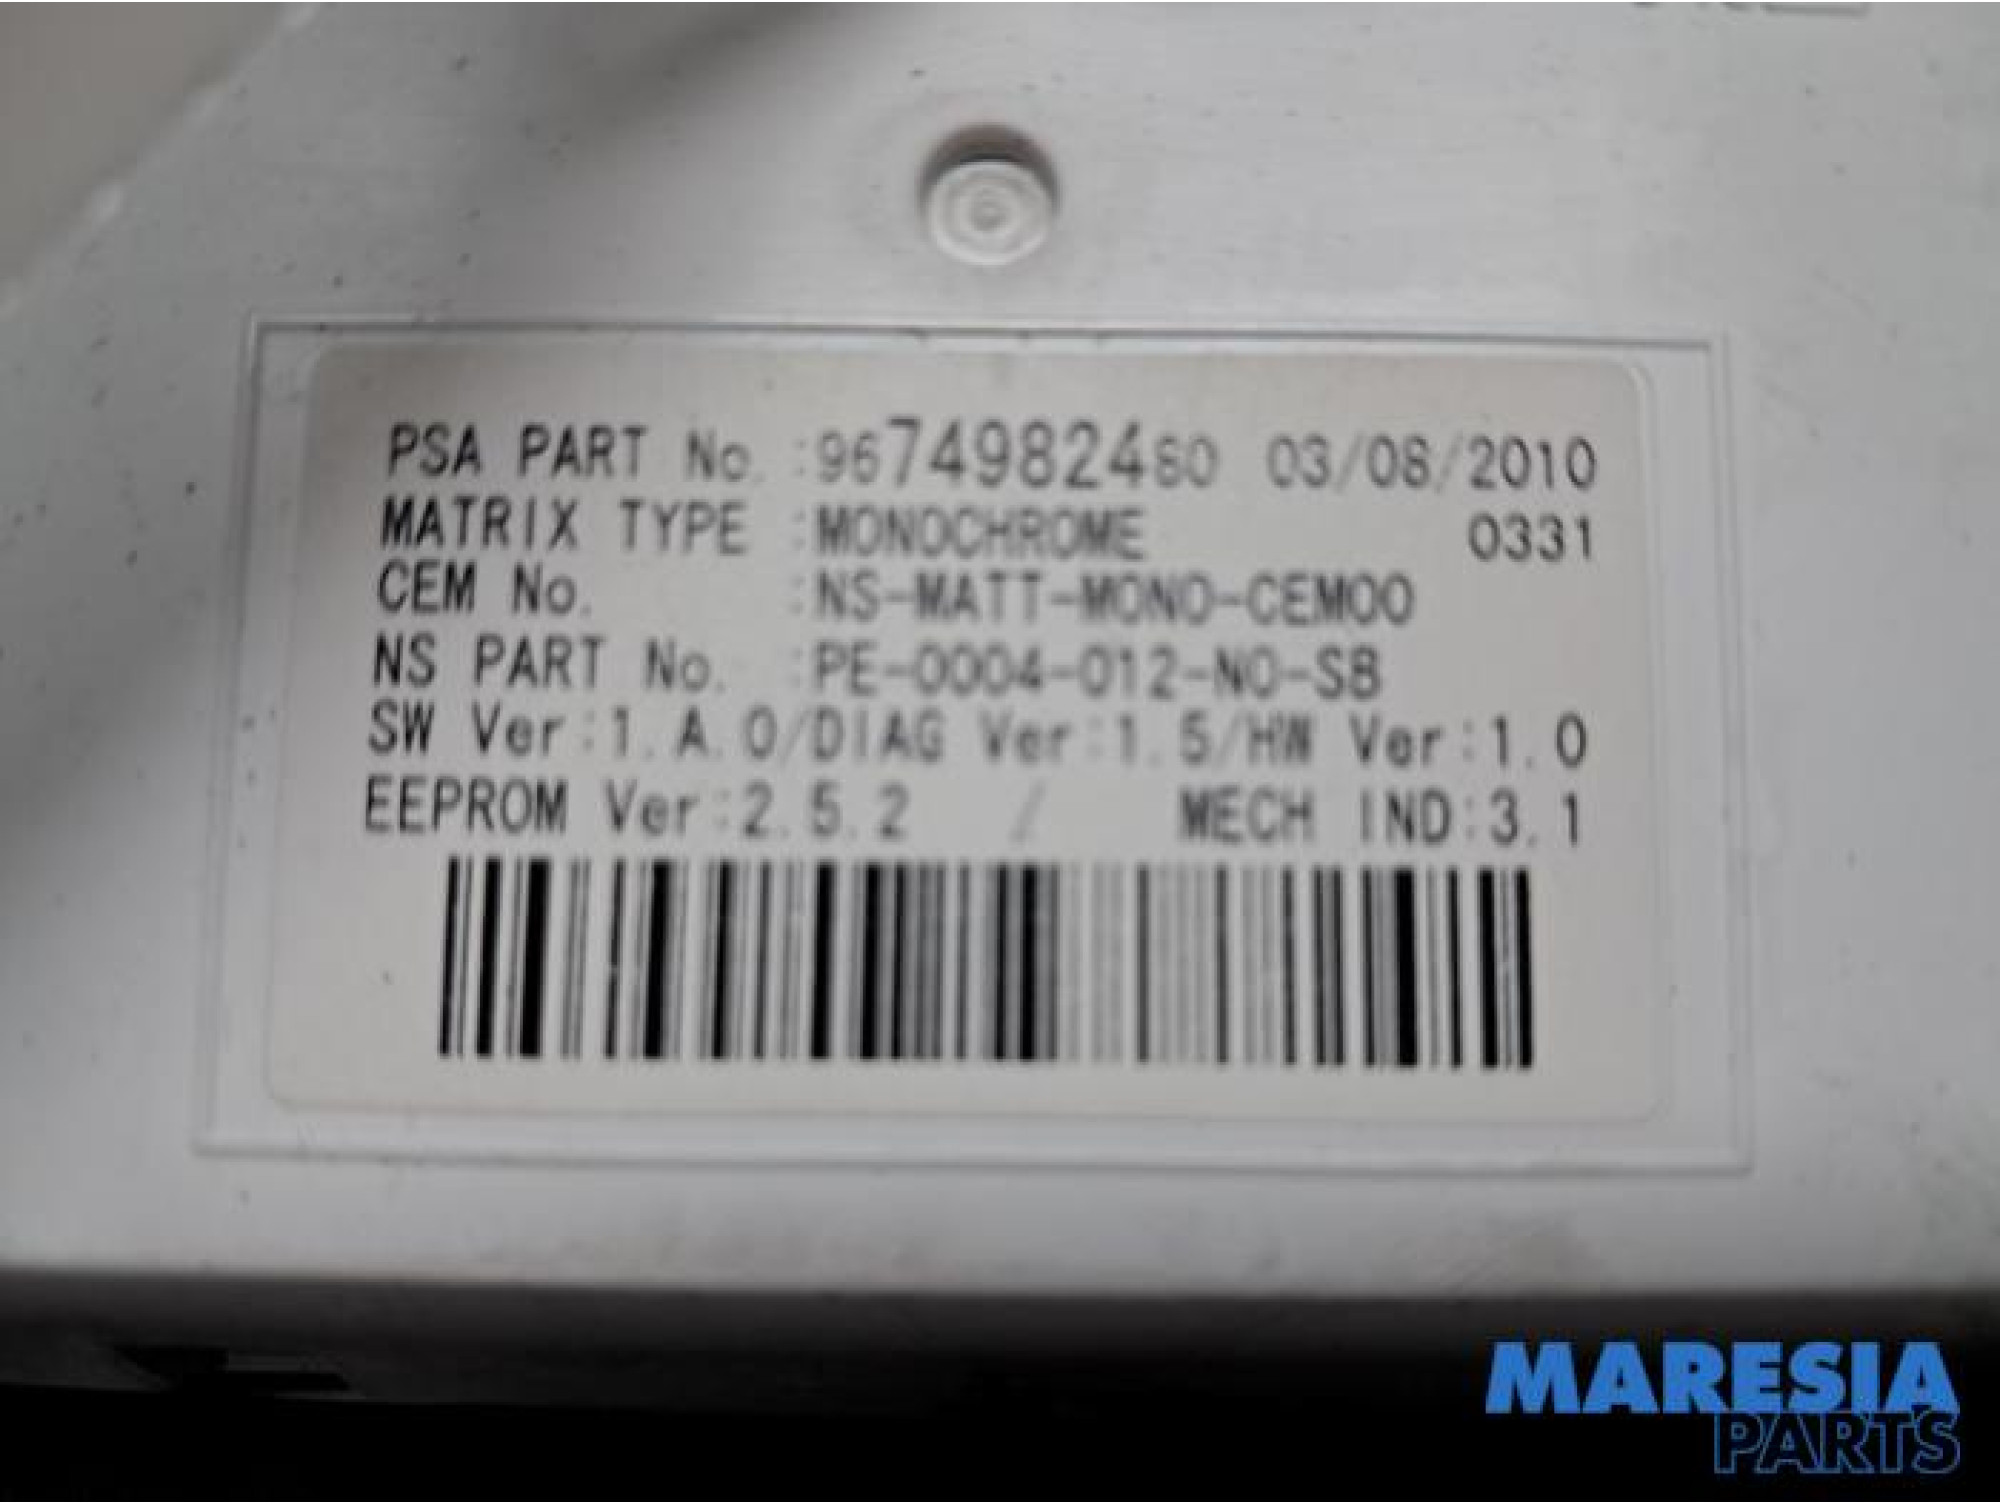 PSA PART No. :9674982480 03/08/2010
MATRIX TYPE :MONOCHROME 0331
CEM No. :NS-MATT-MONO-CEM00
NS PART No. :PE-0004-012-N0-SB
SW Ver:1.A.0/DIAG Ver:1.5/HW Ver:1.0
EEPROM Ver:2.5.2 / MECH IND:3.1
MARESIA
PARTS